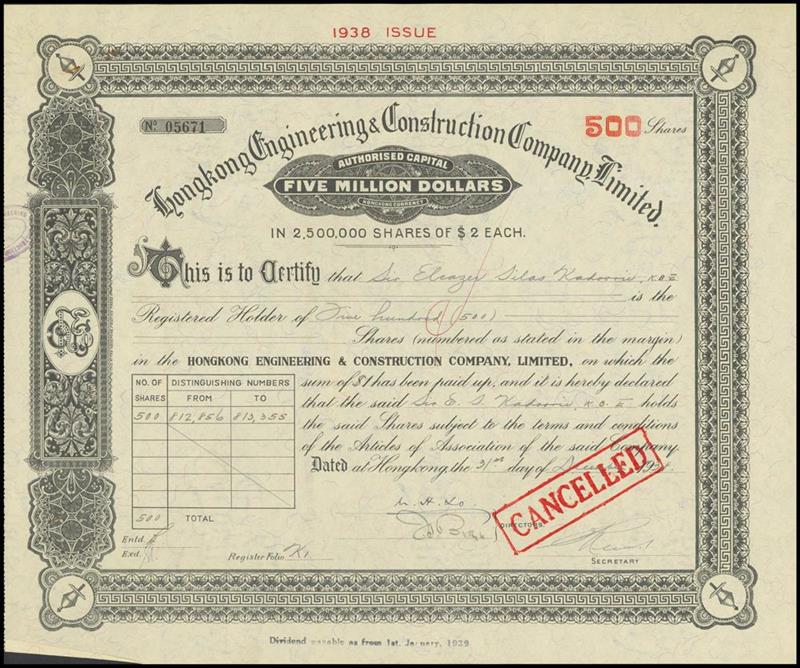 1938 ISSUE
No 05671
500 Shares
Hongkong Engineering & Construction Company, Limited.
AUTHORISED CAPITAL
FIVE MILLION DOLLARS
HONGKONG CURRENCY
IN 2,500,000 SHARES OF $2 EACH.
This is to Certify that Sir Eleazer Silas Kadoorie, K.B.E
is the
Registered Holder of Five hundred (500)
Shares (numbered as stated in the margin)
in the HONGKONG ENGINEERING & CONSTRUCTION COMPANY, LIMITED, on which the
sum of $1 has been paid up, and it is hereby declared
that the said Sir E. S. Kadoorie, K.B.E holds
the said Shares subject to the terms and conditions
of the Articles of Association of the said Company.
Dated at Hongkong, the 31st day of
NO. OF SHARES DISTINGUISHING NUMBERS
FROM TO
500 812,856 813,355
500 TOTAL
CANCELLED
DIRECTORS.
SECRETARY
Entd.
Exd.
Register Folio
Dividend payable as from 1st. January, 1939